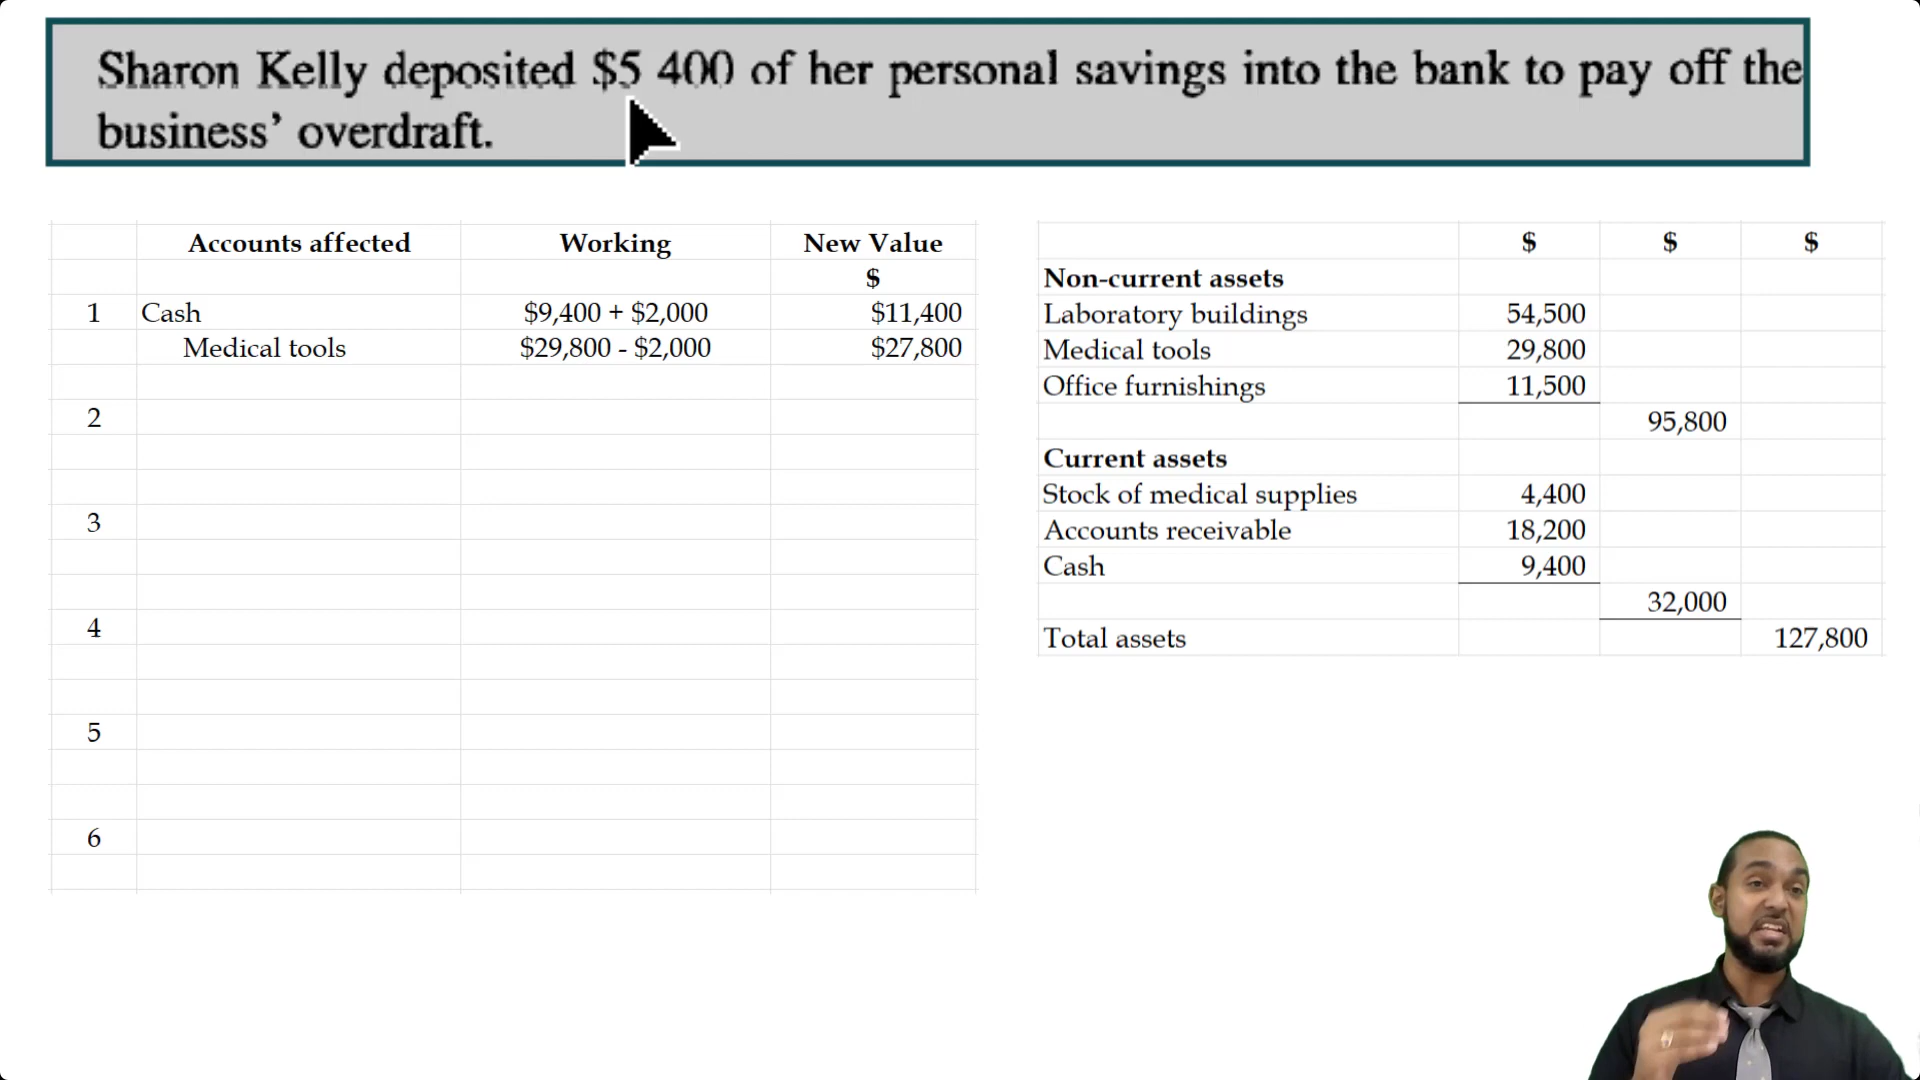 Sharon Kelly deposited $5 400 of her personal savings into the bank to pay off the
business’ overdraft.
Accounts affected Working New Value
$
1 Cash $9,400 + $2,000 $11,400
Medical tools $29,800 - $2,000 $27,800
2
3
4
5
6
$ $ $
Non-current assets
Laboratory buildings 54,500
Medical tools 29,800
Office furnishings 11,500
95,800
Current assets
Stock of medical supplies 4,400
Accounts receivable 18,200
Cash 9,400
32,000
Total assets 127,800